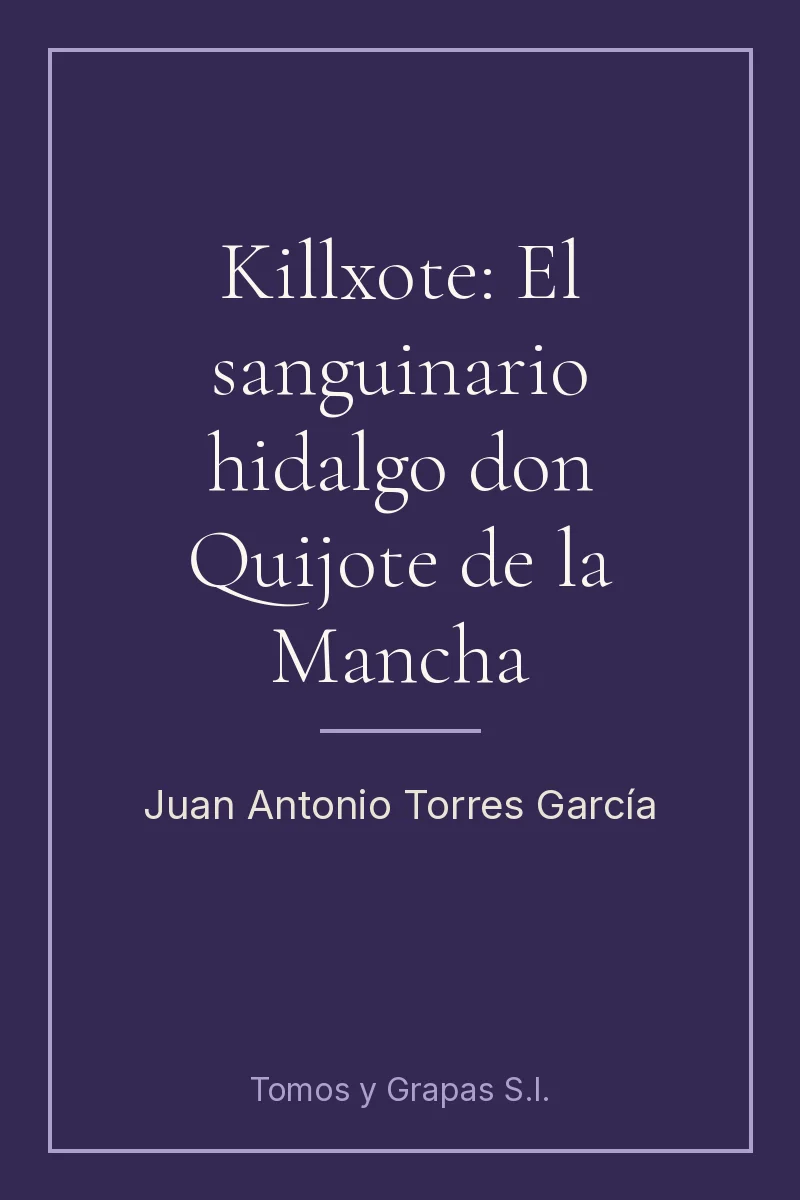 Killxote: El
sanguinario
hidalgo don
Quijote de la
Mancha
Juan Antonio Torres García
Tomos y Grapas S.l.